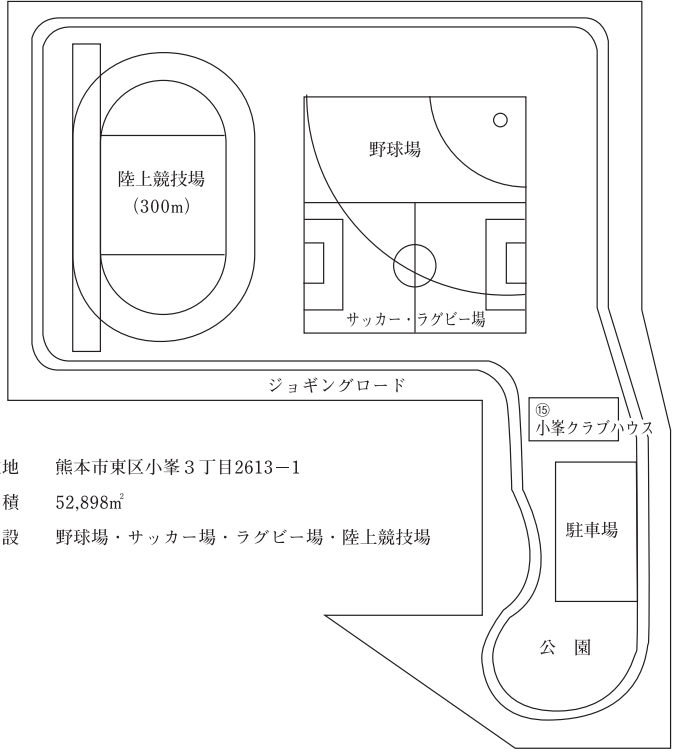 野球場
陸上競技場
(300m)
サッカー・ラグビー場
ジョギングロード
⑮
小峯クラブハウス
地 熊本市東区小峯3丁目2613－1
積 52,898㎡
設 野球場・サッカー場・ラグビー場・陸上競技場
駐車場
公 園